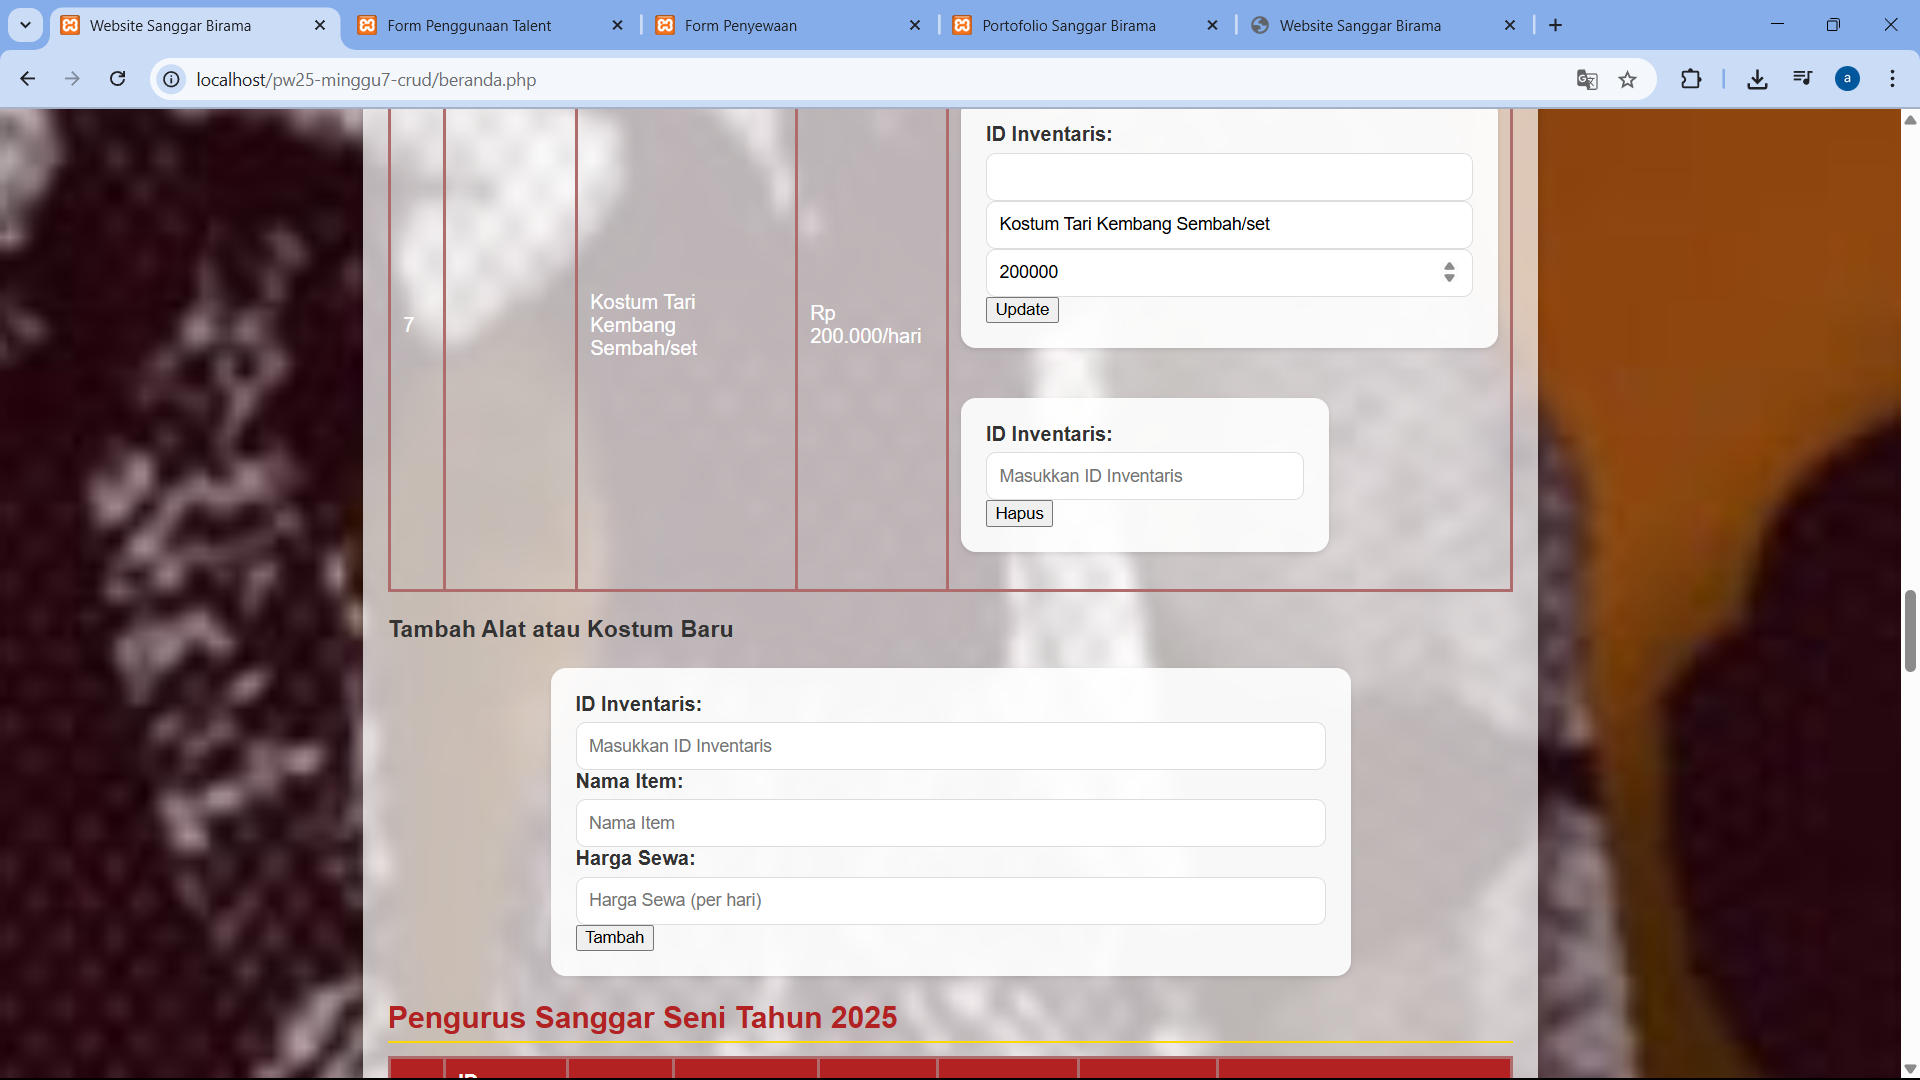 Website Sanggar Birama
Form Penggunaan Talent
Form Penyewaan
Portofolio Sanggar Birama
Website Sanggar Birama
localhost/pw25-minggu7-crud/beranda.php
a
ID Inventaris:
Kostum Tari Kembang Sembah/set
200000
Update
7
Kostum Tari
Kembang
Sembah/set
Rp
200.000/hari
ID Inventaris:
Masukkan ID Inventaris
Hapus
Tambah Alat atau Kostum Baru
ID Inventaris:
Masukkan ID Inventaris
Nama Item:
Nama Item
Harga Sewa:
Harga Sewa (per hari)
Tambah
Pengurus Sanggar Seni Tahun 2025
ID